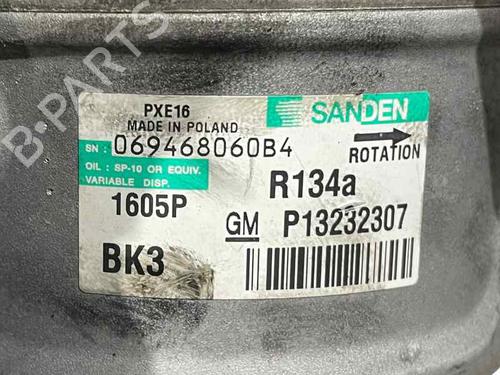 B-PARTS
PXE16
MADE IN POLAND
SANDEN
SN : 069468060B4
ROTATION
OIL : SP-10 OR EQUIV.
VARIABLE DISP.
1605P
R134a
GM P13232307
BK3